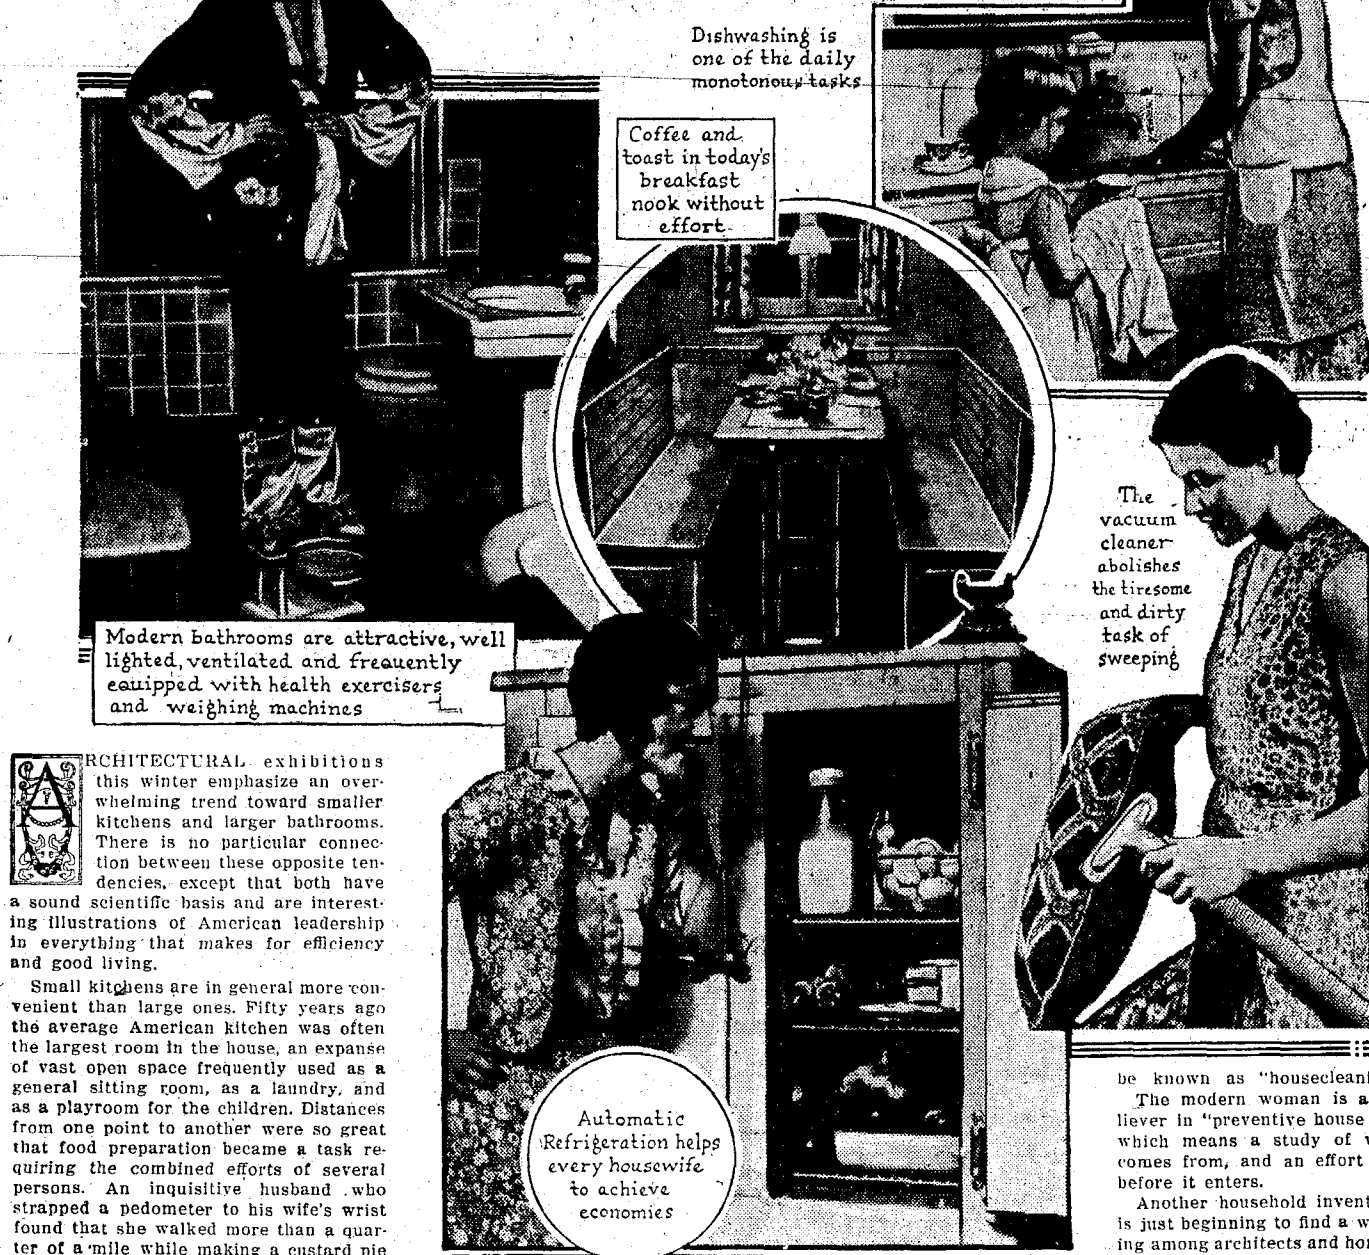 Dishwashing is
one of the daily
monotonous tasks
Coffee and
toast in today's
breakfast
nook without
effort
The
vacuum
cleaner
abolishes
the tiresome
and dirty
task of
sweeping
Modern bathrooms are attractive, well
lighted, ventilated and frequently
equipped with health exercisers
and weighing machines
ARCHITECTURAL exhibitions
this winter emphasize an over-
whelming trend toward smaller
kitchens and larger bathrooms.
There is no particular connec-
tion between these opposite ten-
dencies, except that both have
a sound scientific basis and are interest-
ing illustrations of American leadership
in everything that makes for efficiency
and good living.
Small kitchens are in general more con-
venient than large ones. Fifty years ago
the average American kitchen was often
the largest room in the house, an expanse
of vast open space frequently used as a
general sitting room, as a laundry, and
as a playroom for the children. Distances
from one point to another were so great
that food preparation became a task re-
quiring the combined efforts of several
persons. An inquisitive husband who
strapped a pedometer to his wife's wrist
found that she walked more than a quar-
ter of a mile while making a custard pie
Automatic
Refrigeration helps
every housewife
to achieve
economies
be known as "houseclean
The modern woman is a
liever in "preventive house
which means a study of
comes from, and an effort
before it enters.
Another household inven
is just beginning to find a w
ing among architects and ho